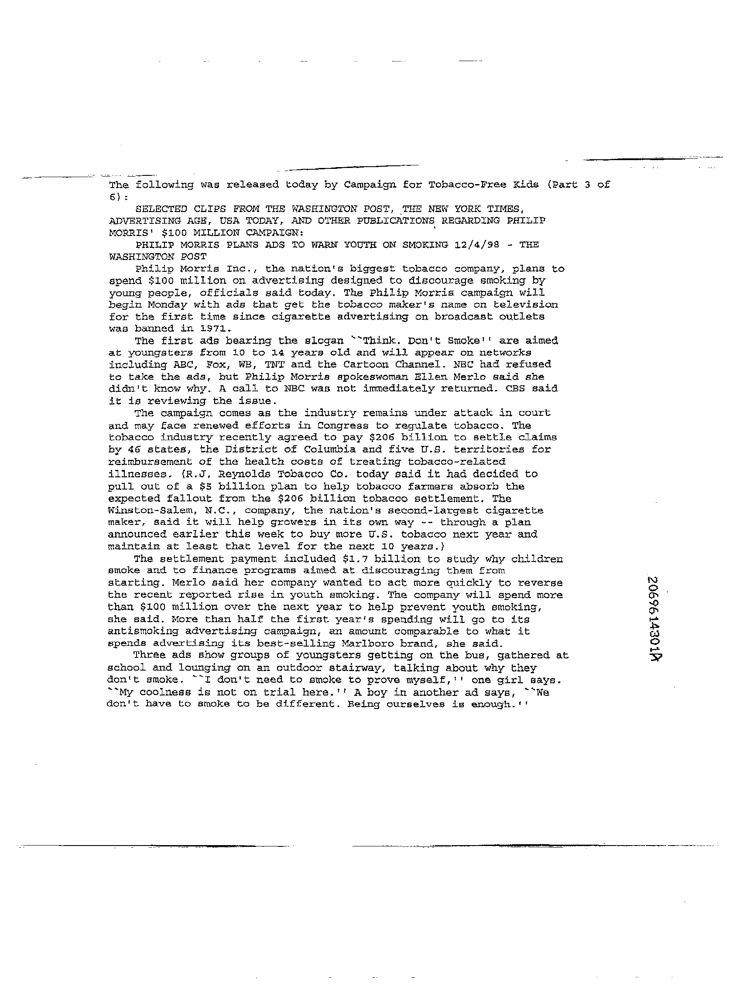 The following was released today by Campaign for Tobacco-Free Kids (Part 3 of
6):
SELECTED CLIPS FROM THE WASHINGTON POST, THE NEW YORK TIMES,
ADVERTISING AGE, USA TODAY, AND OTHER PUBLICATIONS REGARDING PHILIP
MORRIS' $100 MILLION CAMPAIGN:
PHILIP MORRIS PLANS ADS TO WARN YOUTH ON SMOKING 12/4/98 - THE
WASHINGTON POST
Philip Morris Inc., the nation's biggest tobacco company, plans to
spend $100 million on advertising designed to discourage smoking by
young people, officials said today. The Philip Morris campaign will
begin Monday with ads that get the tobacco maker's name on television
for the first time since cigarette advertising on broadcast outlets
was banned in 1971.
The first ads bearing the slogan ``Think. Don't Smoke'' are aimed
at youngsters from 10 to 14 years old and will appear on networks
including ABC, Fox, WB, TNT and the Cartoon Channel. NBC had refused
to take the ads, but Philip Morris spokeswoman Ellen Merlo said she
didn't know why. A call to NBC was not immediately returned. CBS said
it is reviewing the issue.
The campaign comes as the industry remains under attack in court
and may face renewed efforts in Congress to regulate tobacco. The
tobacco industry recently agreed to pay $206 billion to settle claims
by 46 states, the District of Columbia and five U.S. territories for
reimbursement of the health costs of treating tobacco-related
illnesses. (R.J. Reynolds Tobacco Co. today said it had decided to
pull out of a $5 billion plan to help tobacco farmers absorb the
expected fallout from the $206 billion tobacco settlement. The
Winston-Salem, N.C., company, the nation's second-largest cigarette
maker, said it will help growers in its own way -- through a plan
announced earlier this week to buy more U.S. tobacco next year and
maintain at least that level for the next 10 years.)
The settlement payment included $1.7 billion to study why children
smoke and to finance programs aimed at discouraging them from
starting. Merlo said her company wanted to act more quickly to reverse
the recent reported rise in youth smoking. The company will spend more
than $100 million over the next year to help prevent youth smoking,
she said. More than half the first year's spending will go to its
antismoking advertising campaign, an amount comparable to what it
spends advertising its best-selling Marlboro brand, she said.
Three ads show groups of youngsters getting on the bus, gathered at
school and lounging on an outdoor stairway, talking about why they
don't smoke. ``I don't need to smoke to prove myself,'' one girl says.
``My coolness is not on trial here.'' A boy in another ad says, ``We
don't have to smoke to be different. Being ourselves is enough.''
2069614301A